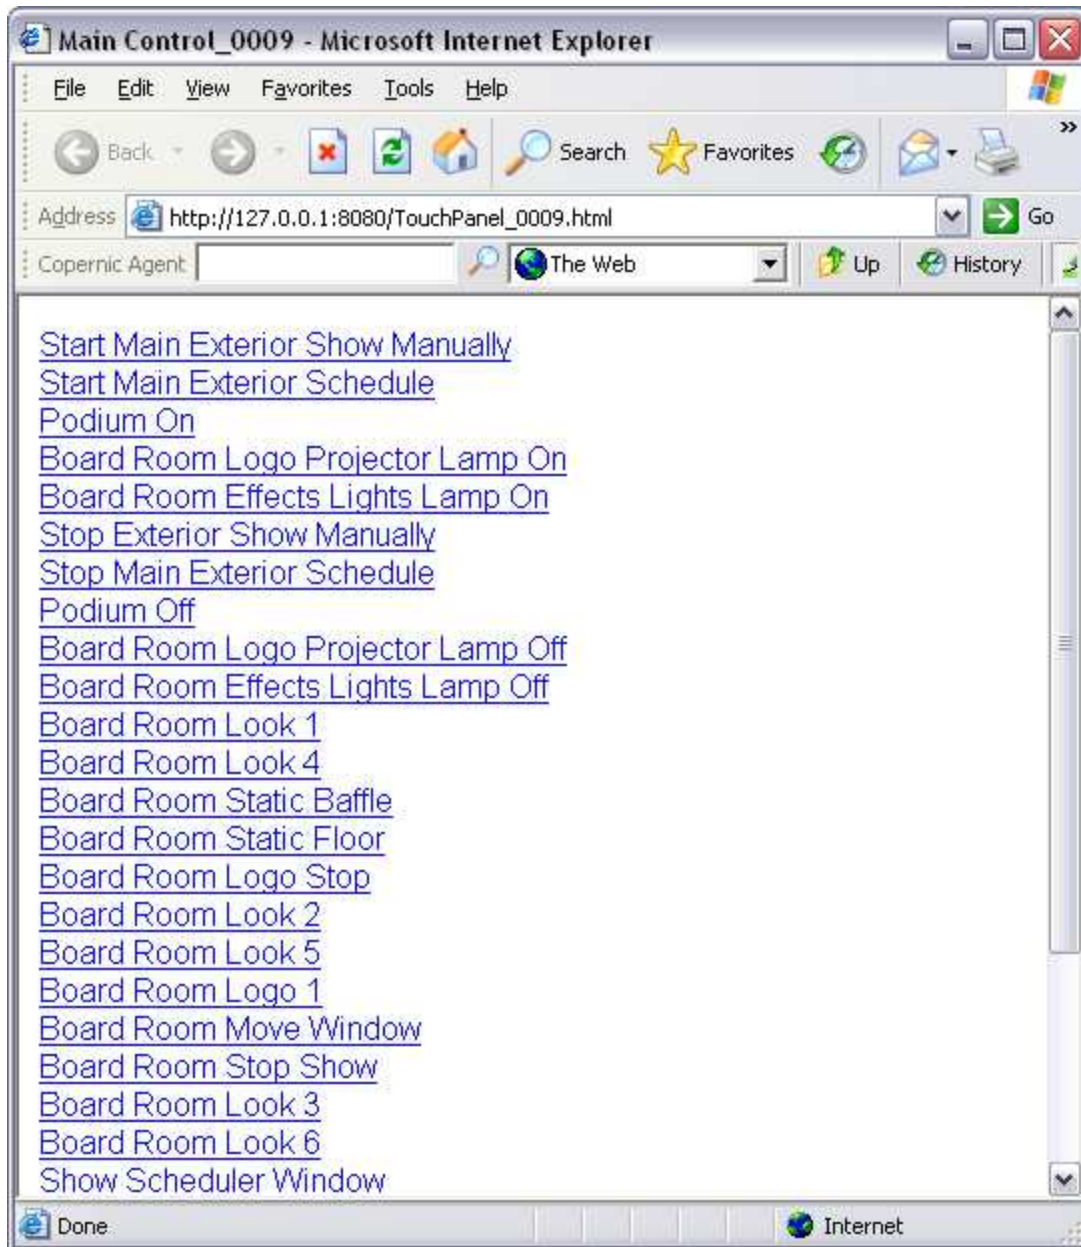 Main Control_0009 - Microsoft Internet Explorer
File Edit View Favorites Tools Help
Back Search Favorites »
Address http://127.0.0.1:8080/TouchPanel_0009.html Go
Copernic Agent The Web Up History
Start Main Exterior Show Manually
Start Main Exterior Schedule
Podium On
Board Room Logo Projector Lamp On
Board Room Effects Lights Lamp On
Stop Exterior Show Manually
Stop Main Exterior Schedule
Podium Off
Board Room Logo Projector Lamp Off
Board Room Effects Lights Lamp Off
Board Room Look 1
Board Room Look 4
Board Room Static Baffle
Board Room Static Floor
Board Room Logo Stop
Board Room Look 2
Board Room Look 5
Board Room Logo 1
Board Room Move Window
Board Room Stop Show
Board Room Look 3
Board Room Look 6
Show Scheduler Window
Done Internet